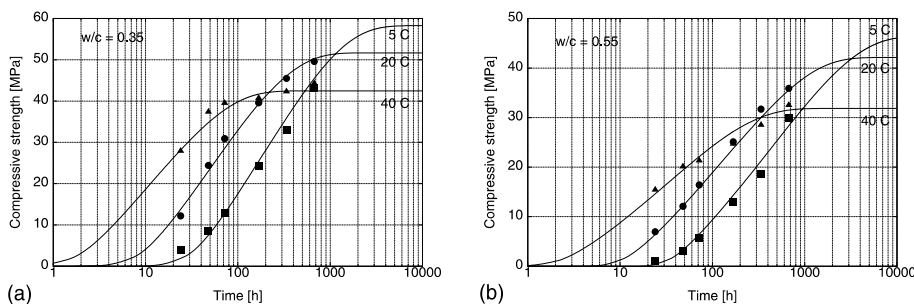 60
50
40
30
20
10
0
Compressive strength [MPa]
w/c = 0.35
5 C
20 C
40 C
1
10
100
1000
10000
Time [h]
(a)
50
40
30
20
10
0
Compressive strength [MPa]
w/c = 0.55
5 C
20 C
40 C
1
10
100
1000
10000
Time [h]
(b)